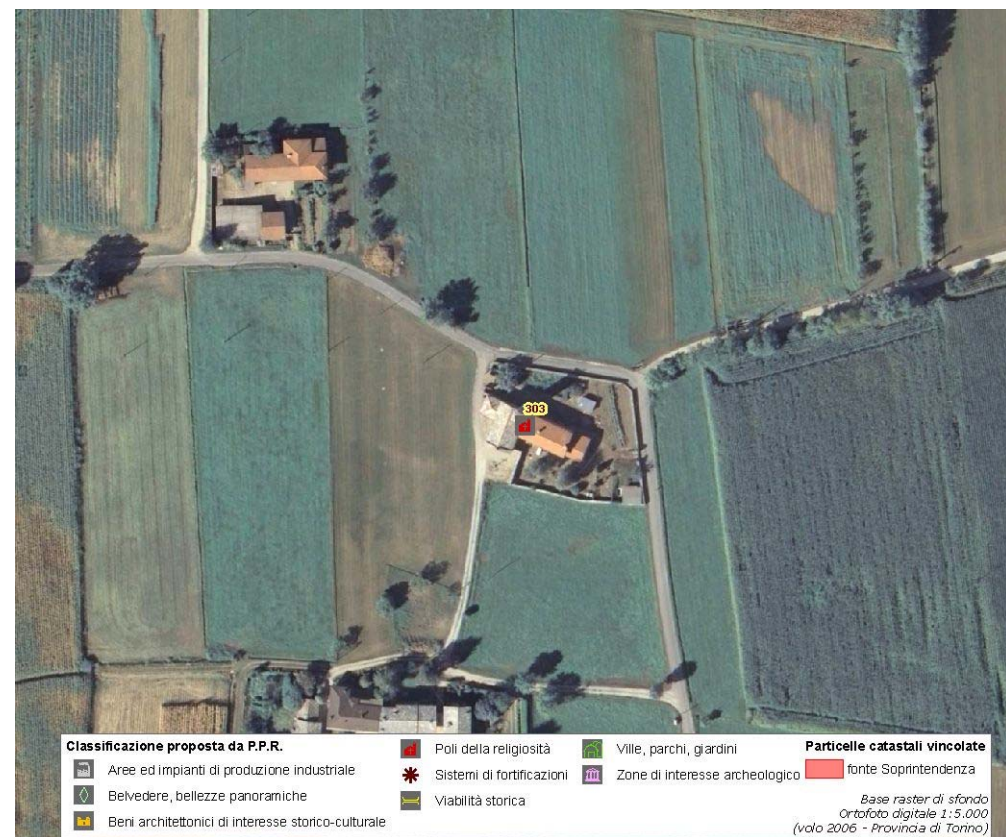 303
Classificazione proposta da P.P.R.
Aree ed impianti di produzione industriale
Belvedere, bellezze panoramiche
Beni architettonici di interesse storico-culturale
Poli della religiosità
Sistemi di fortificazioni
Viabilità storica
Ville, parchi, giardini
Zone di interesse archeologico
Particelle catastali vincolate
fonte Soprintendenza
Base raster di sfondo
Ortofoto digitale 1:5.000
(volo 2006 - Provincia di Torino)